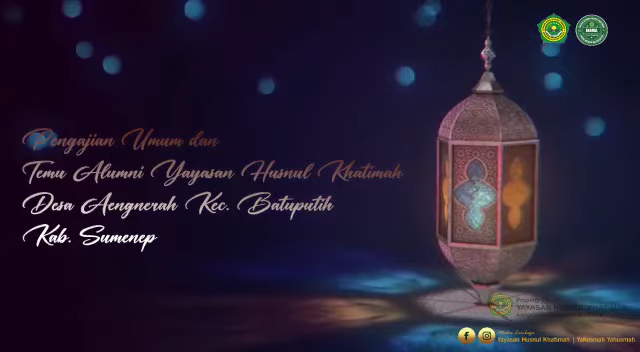 Pengajian Umum dan
Temu Alumni Yayasan Husnul Khatimah
Desa Aengnerah Kec. Batuputih
Kab. Sumenep
Yayasan Husnul Khatimah | Yahusmah Yahusmah